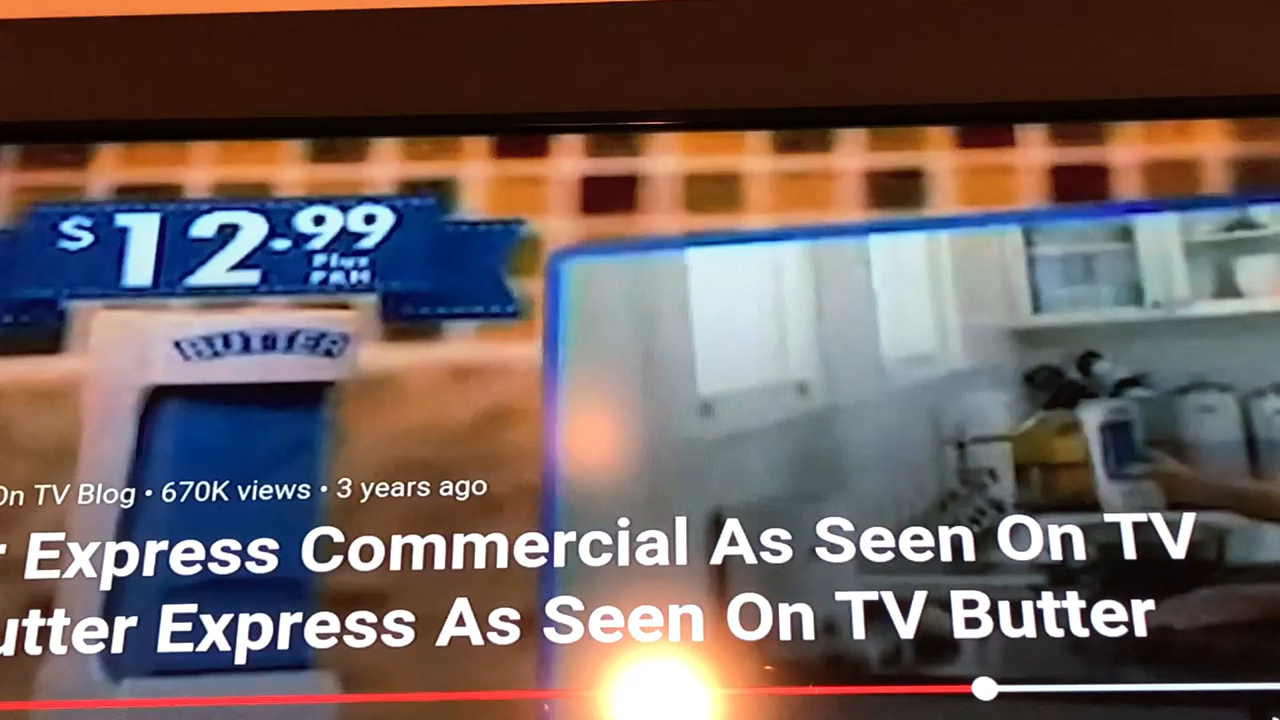 $12.99
Plus
P&H
BUTTER
On TV Blog • 670K views • 3 years ago
Express Commercial As Seen On TV
utter Express As Seen On TV Butter